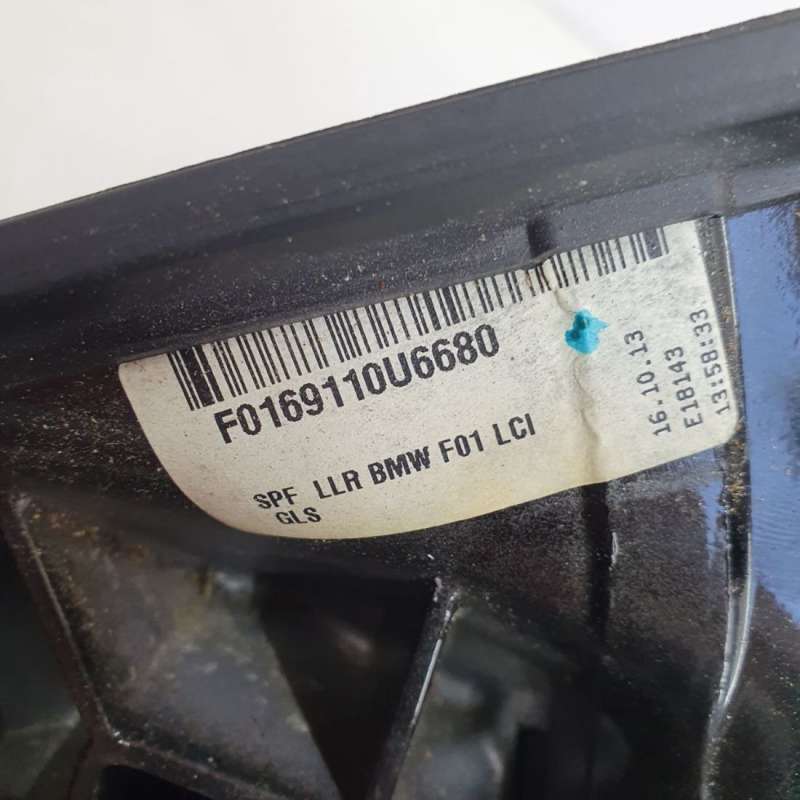 F0169110U6680
SPF LLR BMW F01 LCI
GLS
16.10.13
E18143
13:58:33